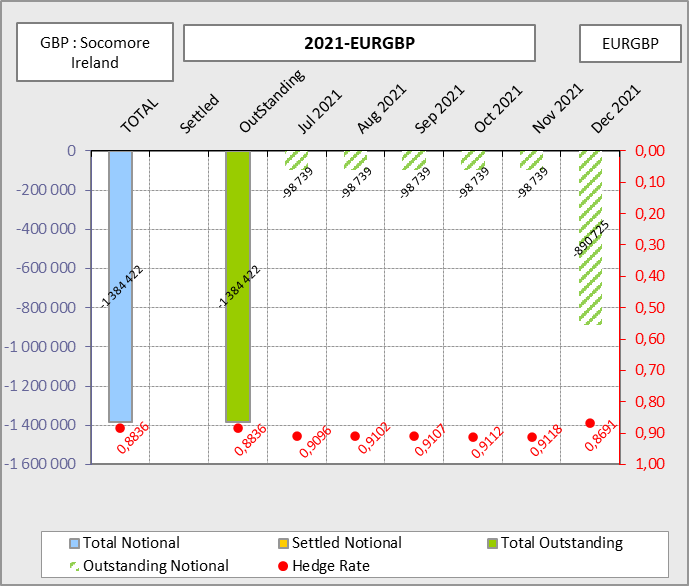 GBP : Socomore
Ireland
2021-EURGBP
EURGBP
TOTAL
Settled
OutStanding
Jul 2021
Aug 2021
Sep 2021
Oct 2021
Nov 2021
Dec 2021
0
-200 000
-400 000
-600 000
-800 000
-1 000 000
-1 200 000
-1 400 000
-1 600 000
0,00
0,10
0,20
0,30
0,40
0,50
0,60
0,70
0,80
0,90
1,00
-1 384 422
-1 384 422
-98 739
-98 739
-98 739
-98 739
-98 739
-890 725
0,8836
0,8836
0,9096
0,9102
0,9107
0,9112
0,9118
0,8691
Total Notional
Settled Notional
Total Outstanding
Outstanding Notional
Hedge Rate